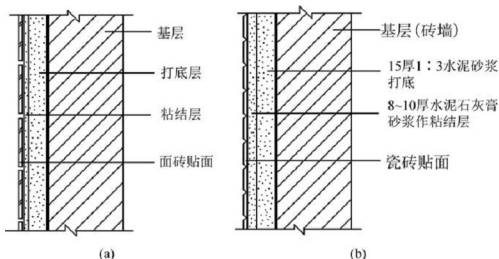 基层
打底层
粘结层
面砖贴面
(a)
基层(砖墙)
15厚1：3水泥砂浆
打底
8~10厚水泥石灰膏
砂浆作粘结层
瓷砖贴面
(b)